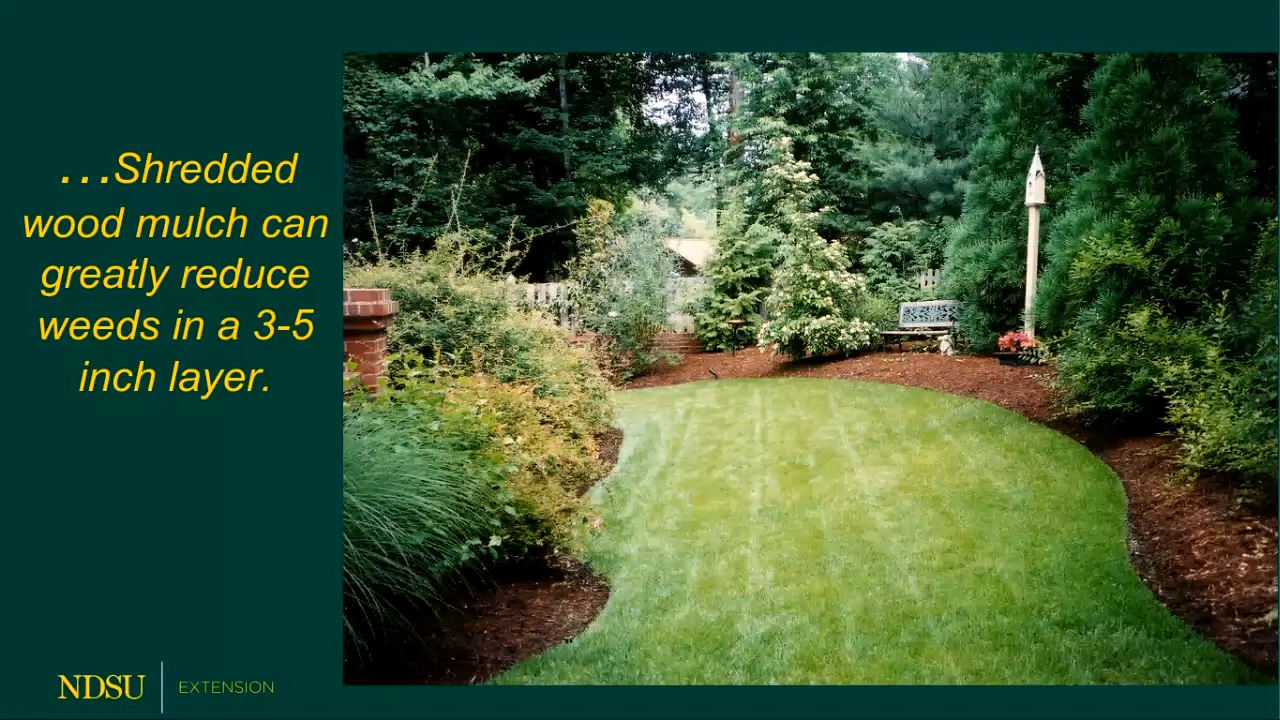 ...Shredded
wood mulch can
greatly reduce
weeds in a 3-5
inch layer.
NDSU
EXTENSION